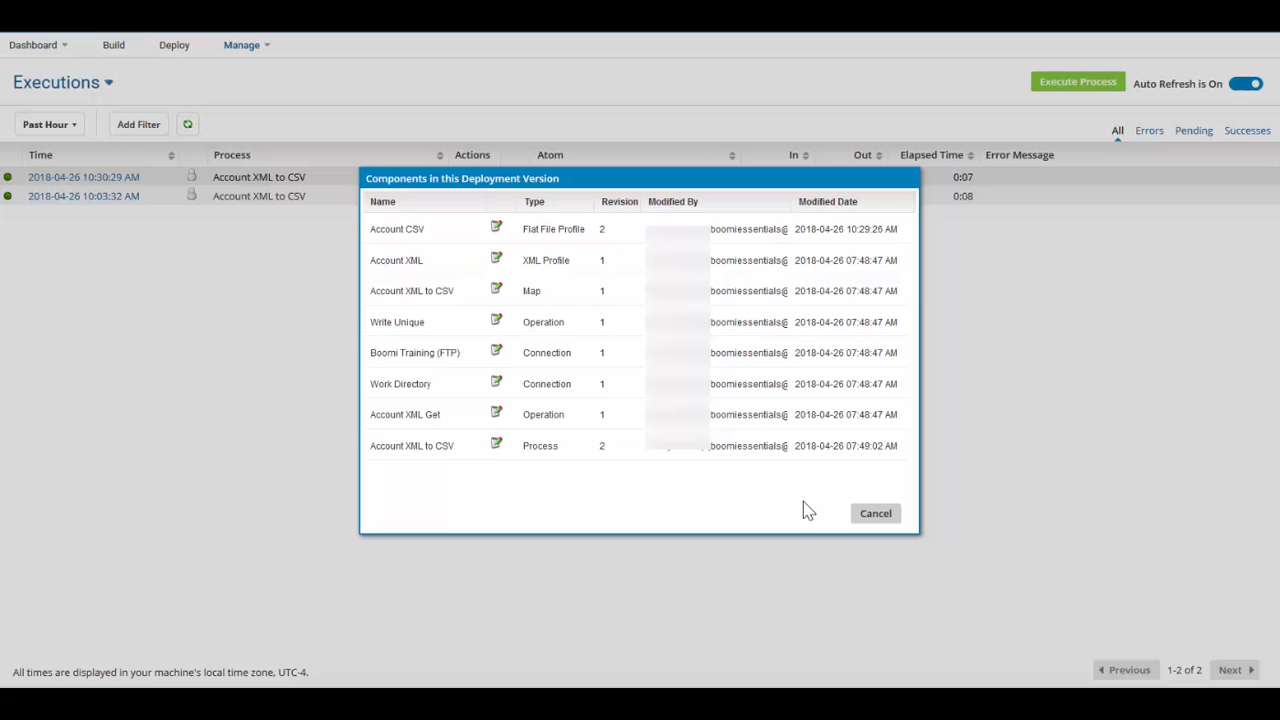 Dashboard Build Deploy Manage
Executions
Execute Process Auto Refresh is On
Past Hour Add Filter
All Errors Pending Successes
Time Process Actions Atom In Out Elapsed Time Error Message
2018-04-26 10:30:29 AM Account XML to CSV 0:07
2018-04-26 10:03:32 AM Account XML to CSV 0:08
Components in this Deployment Version
Name Type Revision Modified By Modified Date
Account CSV Flat File Profile 2 boomiessentials@ 2018-04-26 10:29:26 AM
Account XML XML Profile 1 boomiessentials@ 2018-04-26 07:48:47 AM
Account XML to CSV Map 1 boomiessentials@ 2018-04-26 07:48:47 AM
Write Unique Operation 1 boomiessentials@ 2018-04-26 07:48:47 AM
Boomi Training (FTP) Connection 1 boomiessentials@ 2018-04-26 07:48:47 AM
Work Directory Connection 1 boomiessentials@ 2018-04-26 07:48:47 AM
Account XML Get Operation 1 boomiessentials@ 2018-04-26 07:48:47 AM
Account XML to CSV Process 2 boomiessentials@ 2018-04-26 07:49:02 AM
Cancel
All times are displayed in your machine's local time zone, UTC-4.
Previous 1-2 of 2 Next